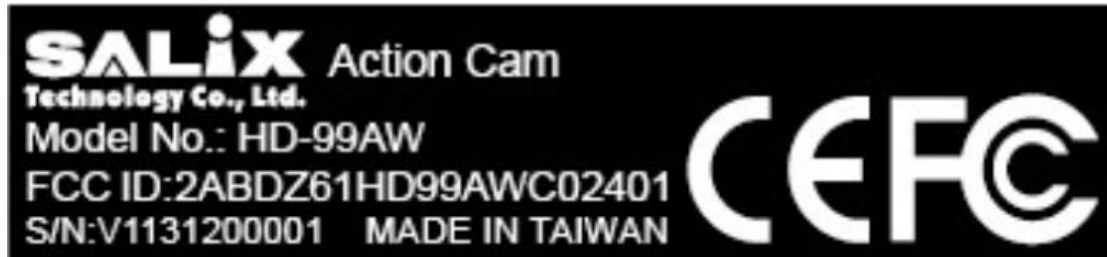 SALiX Action Cam
Technology Co., Ltd.
Model No.: HD-99AW
FCC ID:2ABDZ61HD99AWC02401
S/N:V1131200001 MADE IN TAIWAN
CE FC